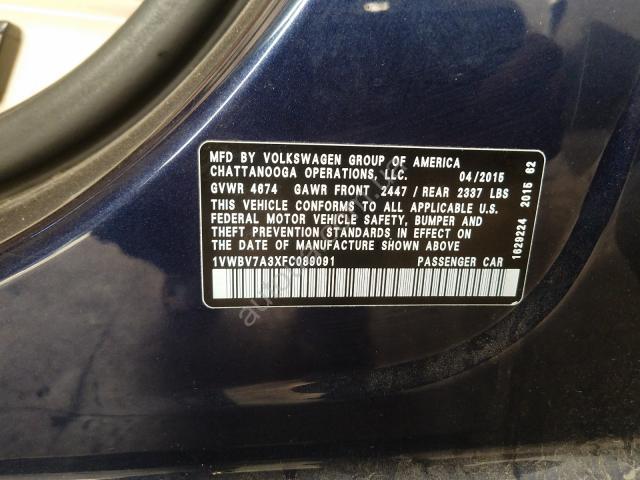 MFD BY VOLKSWAGEN GROUP OF AMERICA
CHATTANOOGA OPERATIONS, LLC. 04/2015
GVWR 4674 GAWR FRONT 2447 / REAR 2337 LBS
THIS VEHICLE CONFORMS TO ALL APPLICABLE U.S.
FEDERAL MOTOR VEHICLE SAFETY, BUMPER AND
THEFT PREVENTION STANDARDS IN EFFECT ON
THE DATE OF MANUFACTURE SHOWN ABOVE
1VWBV7A3XFC089091 PASSENGER CAR
1629224 2015 62